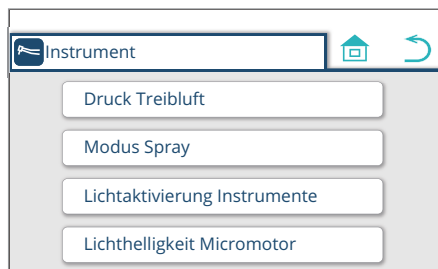 Instrument
Druck Treibluft
Modus Spray
Lichtaktivierung Instrumente
Lichthelligkeit Micromotor